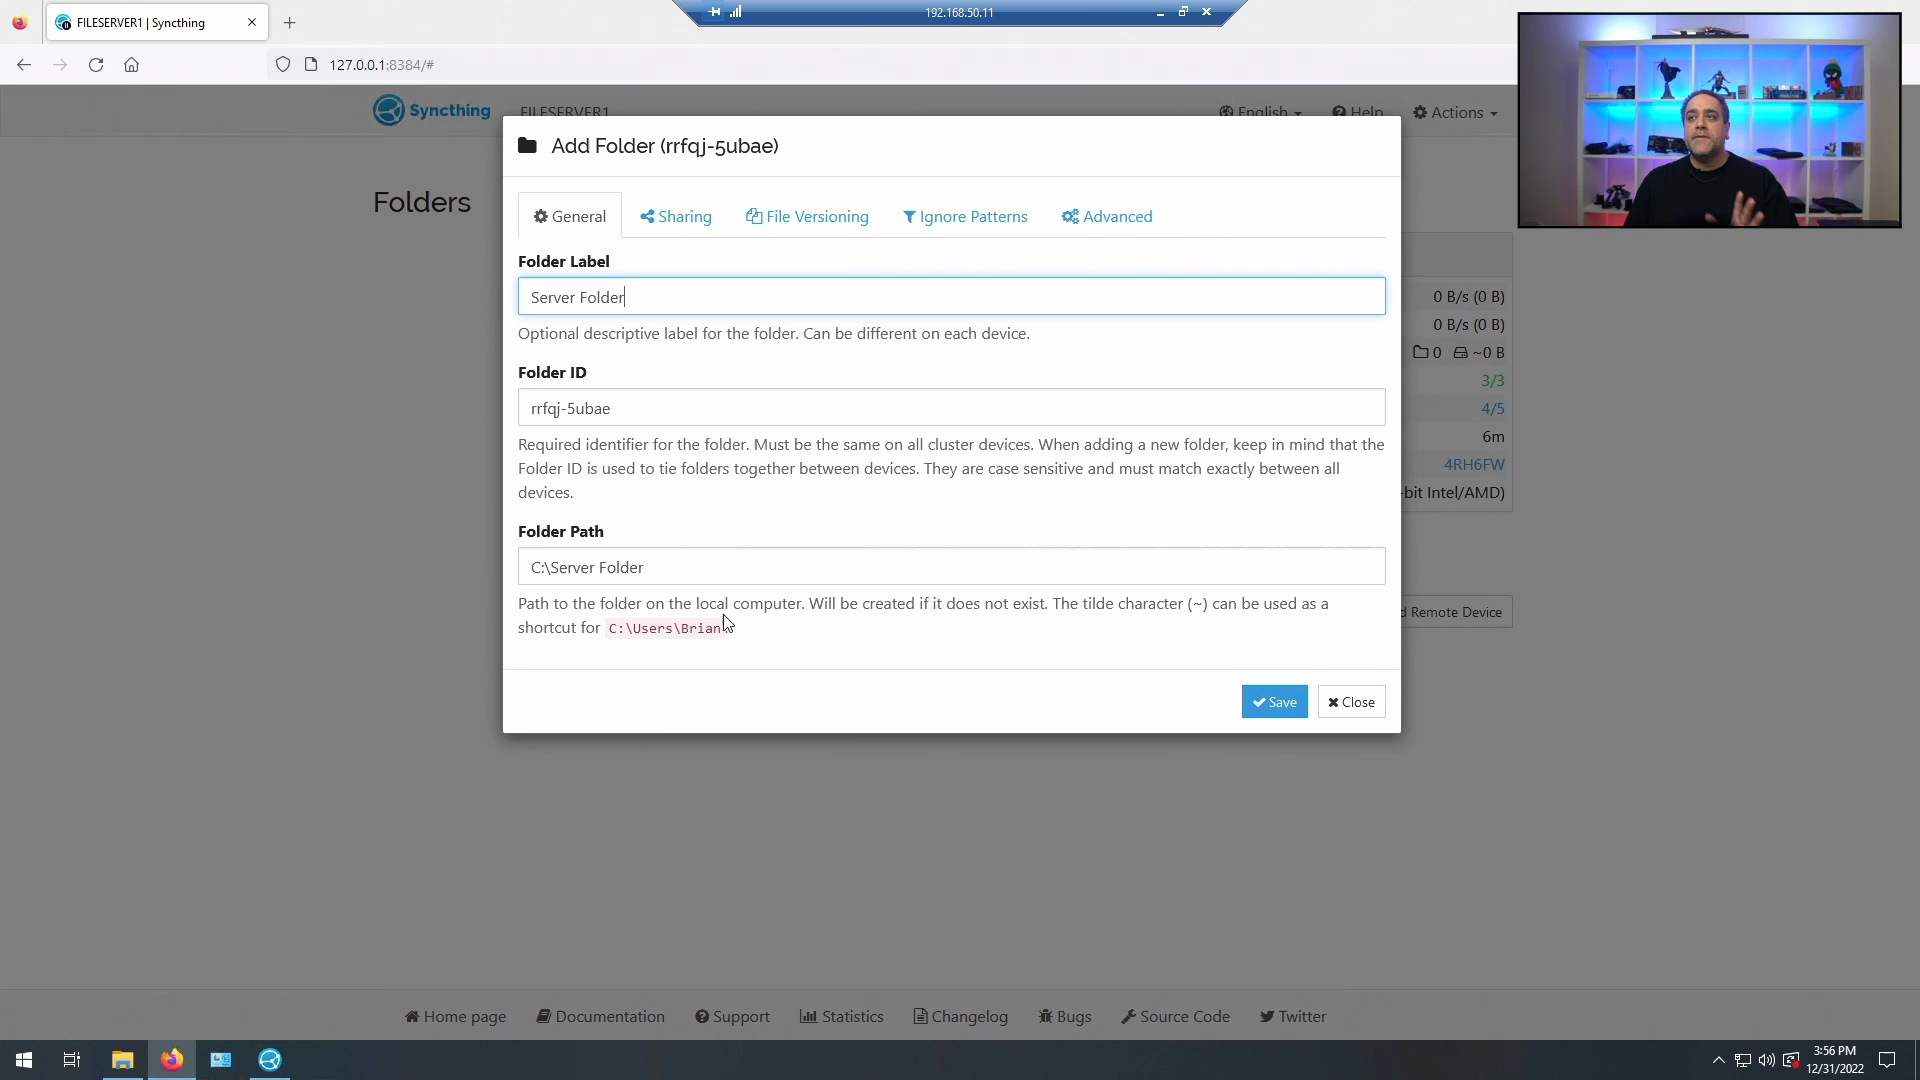 FILESERVER1 | Syncthing
192.168.50.11
127.0.0.1:8384/#
Syncthing
FILESERVER1
English
Help
Actions
Add Folder (rrfqj-5ubae)
Folders
General
Sharing
File Versioning
Ignore Patterns
Advanced
Folder Label
Server Folder
Optional descriptive label for the folder. Can be different on each device.
Folder ID
rrfqj-5ubae
Required identifier for the folder. Must be the same on all cluster devices. When adding a new folder, keep in mind that the
Folder ID is used to tie folders together between devices. They are case sensitive and must match exactly between all
devices.
Folder Path
C:\Server Folder
Path to the folder on the local computer. Will be created if it does not exist. The tilde character (~) can be used as a
shortcut for C:\Users\Brian
Save
Close
0 B/s (0 B)
0 B/s (0 B)
0 ~0 B
3/3
4/5
6m
4RH6FW
-bit Intel/AMD)
d Remote Device
Home page
Documentation
Support
Statistics
Changelog
Bugs
Source Code
Twitter
3:56 PM
12/31/2022